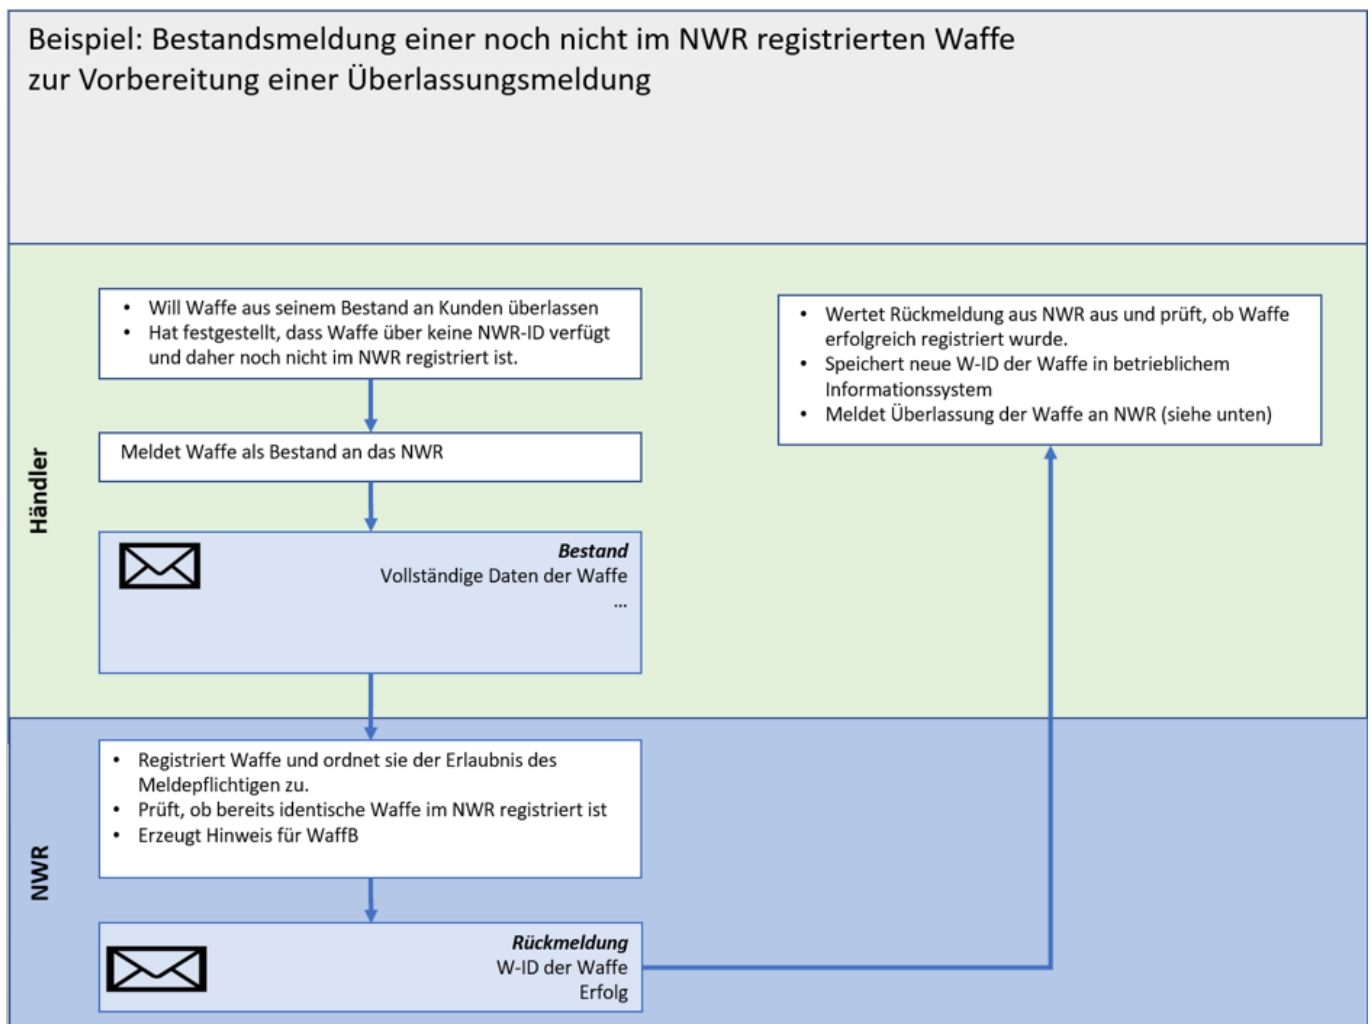 Beispiel: Bestandsmeldung einer noch nicht im NWR registrierten Waffe
zur Vorbereitung einer Überlassungsmeldung
Händler
• Will Waffe aus seinem Bestand an Kunden überlassen
• Hat festgestellt, dass Waffe über keine NWR-ID verfügt
und daher noch nicht im NWR registriert ist.
Meldet Waffe als Bestand an das NWR
Bestand
Vollständige Daten der Waffe
...
NWR
• Registriert Waffe und ordnet sie der Erlaubnis des
Meldepflichtigen zu.
• Prüft, ob bereits identische Waffe im NWR registriert ist
• Erzeugt Hinweis für WaffB
Rückmeldung
W-ID der Waffe
Erfolg
• Wertet Rückmeldung aus NWR aus und prüft, ob Waffe
erfolgreich registriert wurde.
• Speichert neue W-ID der Waffe in betrieblichem
Informationssystem
• Meldet Überlassung der Waffe an NWR (siehe unten)